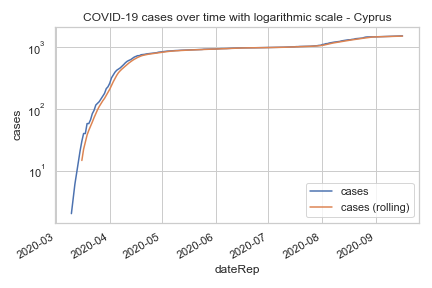 COVID-19 cases over time with logarithmic scale - Cyprus
cases
10³
10²
10¹
2020-03
2020-04
2020-05
2020-06
2020-07
2020-08
2020-09
dateRep
cases
cases (rolling)